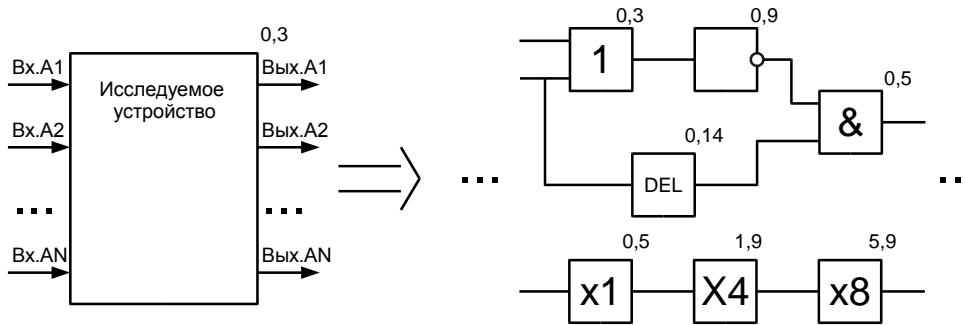 0,3
Вх.А1
Вых.А1
Исследуемое
устройство
Вх.А2
Вых.А2
...
...
Вх.АN
Вых.АN
...
0,3
0,9
1
0,5
&
0,14
DEL
..
0,5
1,9
5,9
x1
X4
x8